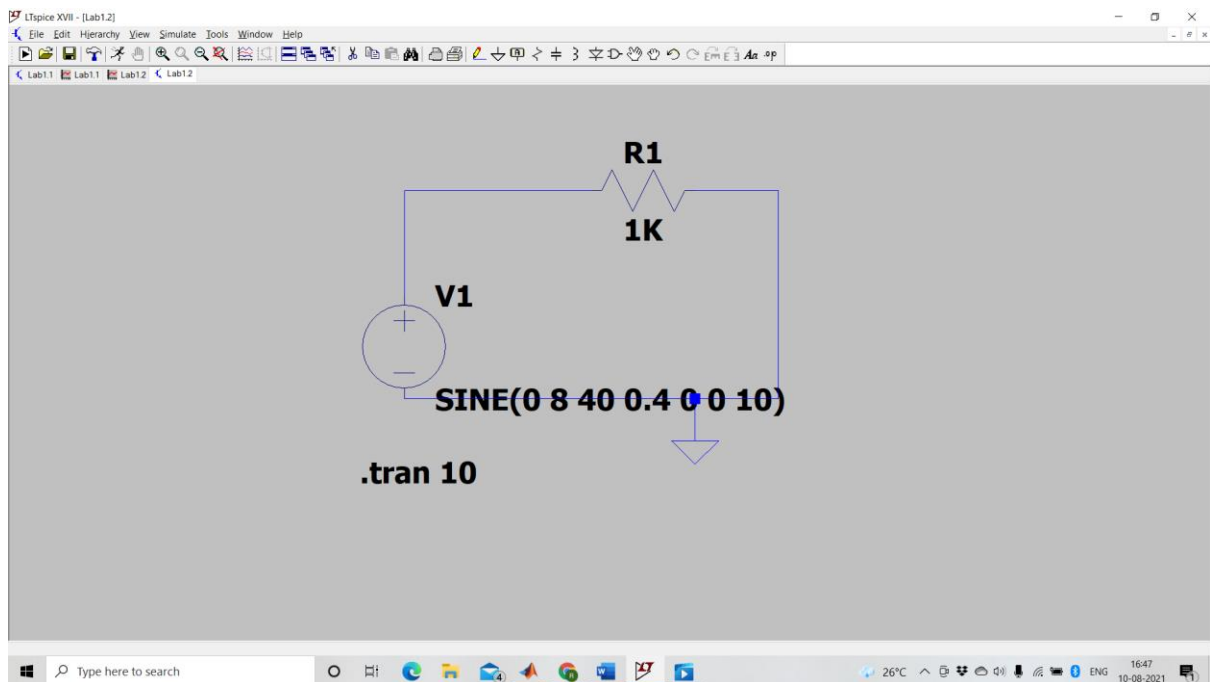 LTspice XVII - [Lab1.2]
File Edit Hierarchy View Simulate Tools Window Help
Lab1.1 Lab1.1 Lab1.2 Lab1.2
R1
1K
V1
SINE(0 8 40 0.4 0 0 10)
.tran 10
Type here to search
26°C ENG 16:47
10-08-2021